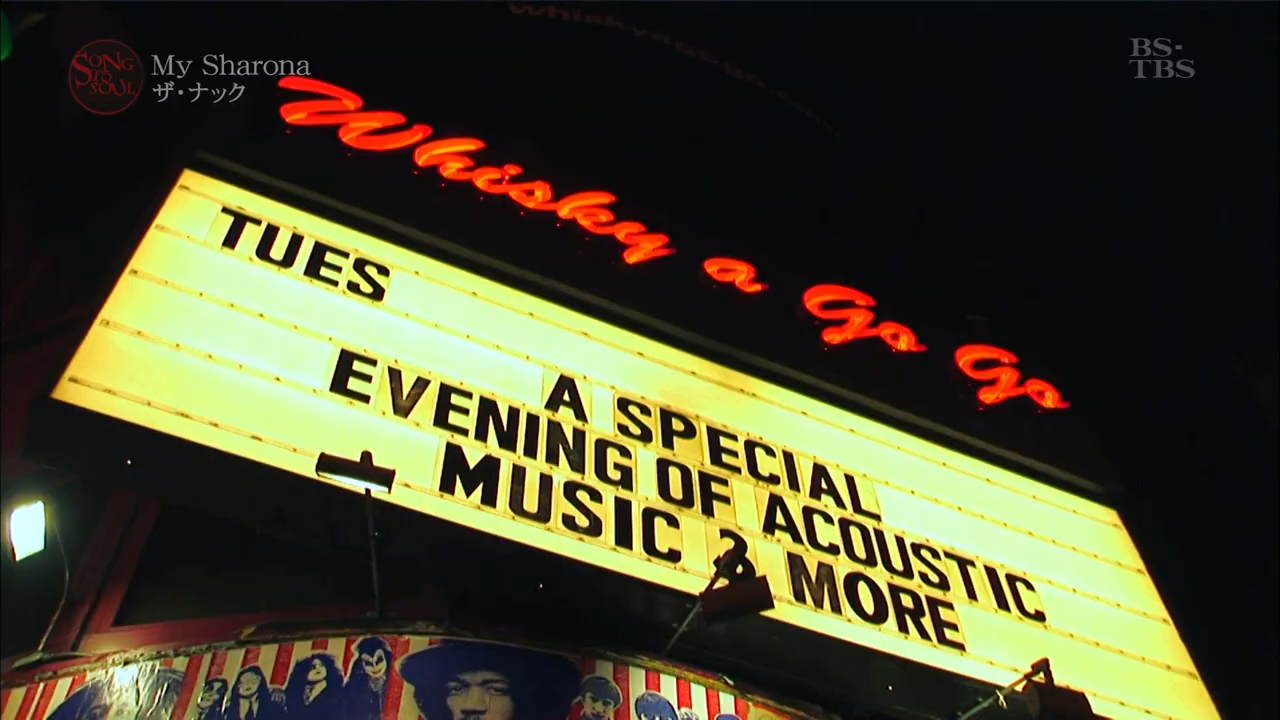 SONG TO SOUL
My Sharona
ザ・ナック
BS-
TBS
Whisky a Go Go
TUES
A SPECIAL
EVENING OF ACOUSTIC
MUSIC & MORE